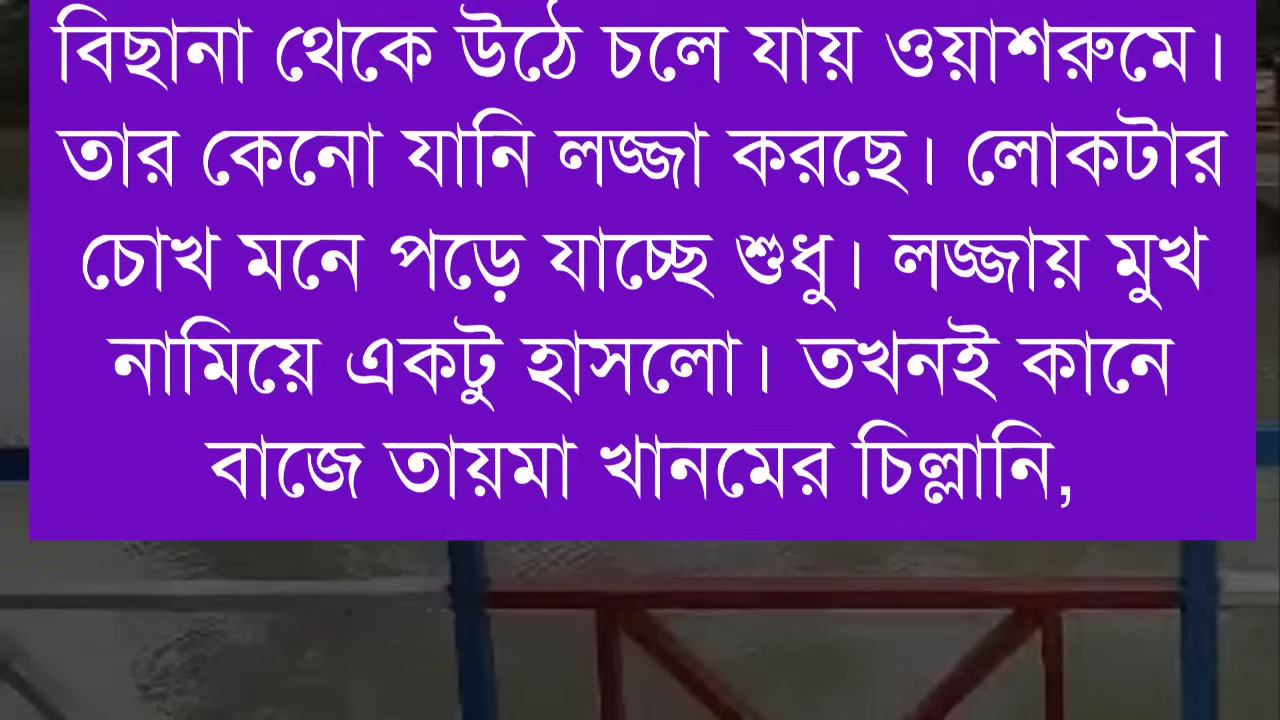 বিছানা থেকে উঠে চলে যায় ওয়াশরুমে।
তার কেনো যানি লজ্জা করছে। লোকটার
চোখ মনে পড়ে যাচ্ছে শুধু। লজ্জায় মুখ
নামিয়ে একটু হাসলো। তখনই কানে
বাজে তায়মা খানমের চিল্লানি,